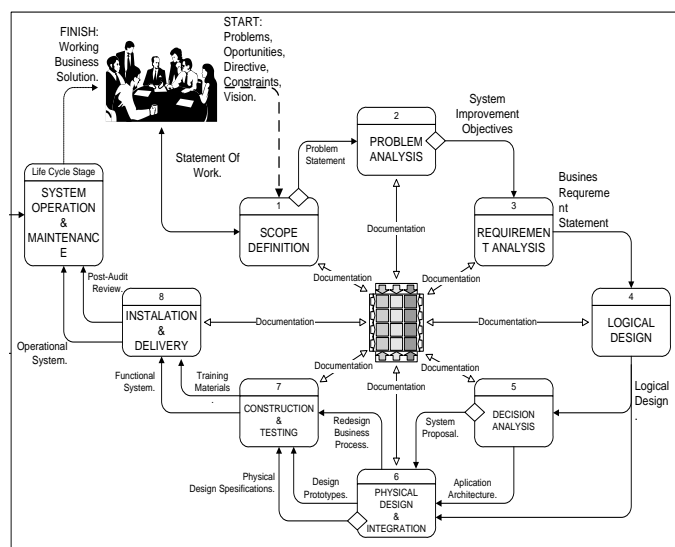 FINISH:
Working
Business
Solution.
START:
Problems,
Oportunities,
Directive,
Constraints,
Vision.
Statement Of
Work.
Problem
Statement
2
PROBLEM
ANALYSIS
System
Improvement
Objectives
Life Cycle Stage
SYSTEM
OPERATION
&
MAINTENANC
E
1
SCOPE
DEFINITION
Documentation
3
REQUIREMEN
T ANALYSIS
Busines
Requreme
nt
Statement
Documentation
Documentation
Post-Audit
Review.
8
INSTALATION
&
DELIVERY
Documentation
Documentation
4
LOGICAL
DESIGN
Operational
System.
Functional
System.
Training
Materials
.
Documentation
Documentation
Documentation
7
CONSTRUCTION
&
TESTING
Redesign
Business
Process.
System
Proposal.
5
DECISION
ANALYSIS
Logical
Design
.
Physical
Design Spesifications.
Design
Prototypes.
6
PHYSICAL
DESIGN
&
INTEGRATION
Aplication
Architecture.